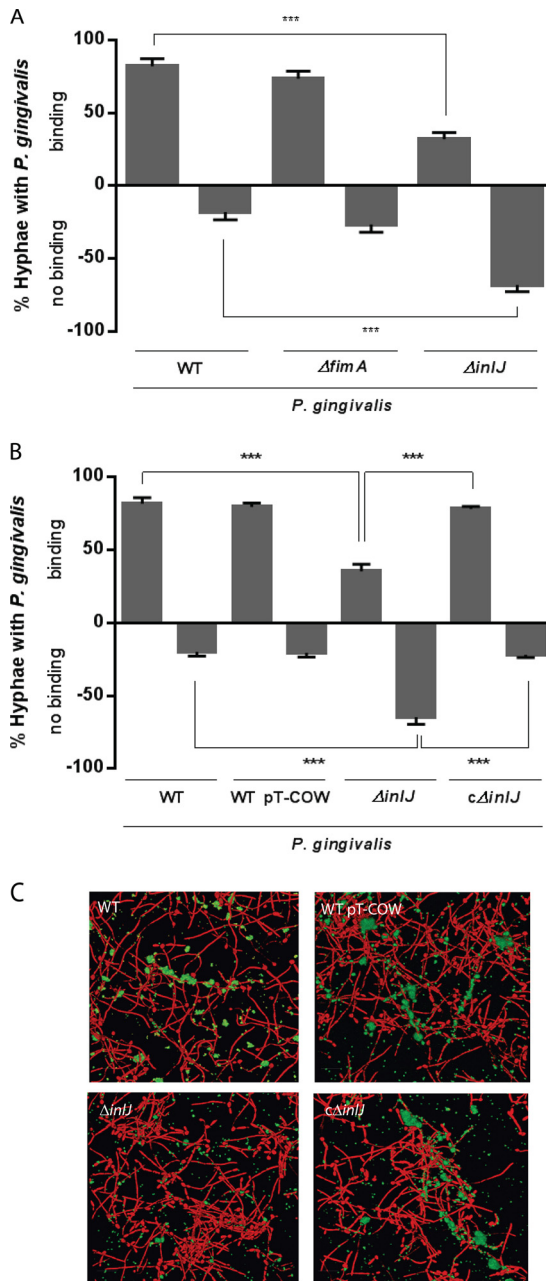 A
***
100
50
0
-50
-100
% Hyphae with P. gingivalis
binding
no binding
***
WT
ΔfimA
ΔinlJ
P. gingivalis
B
***
***
100
50
0
-50
-100
% Hyphae with P. gingivalis
binding
no binding
***
***
WT
WT pT-COW
ΔinlJ
cΔinlJ
P. gingivalis
C
WT
WT pT-COW
ΔinlJ
cΔinlJ